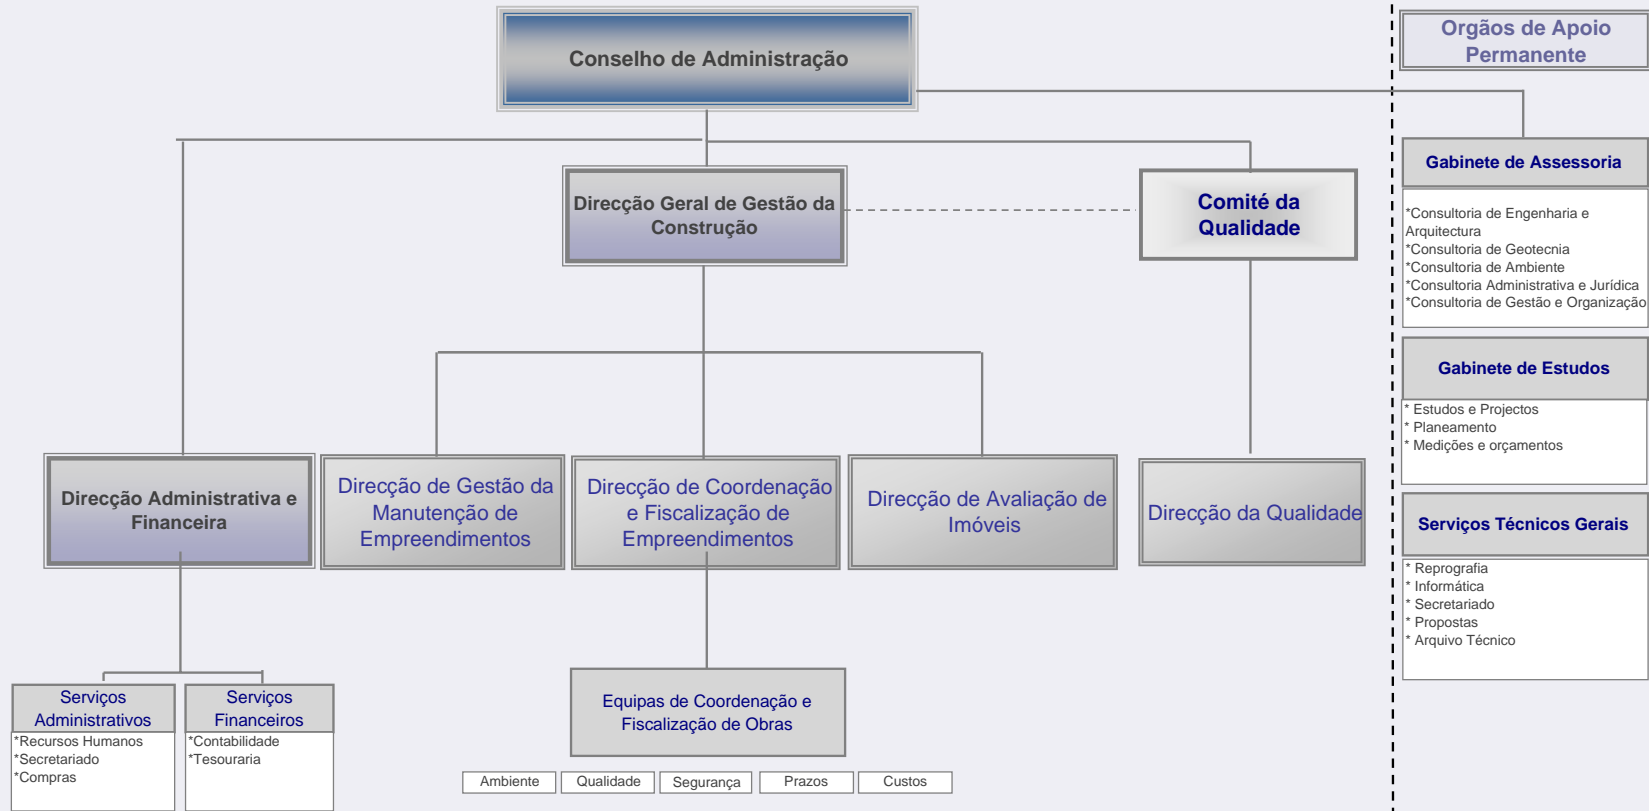 Conselho de Administração
Orgãos de Apoio
Permanente
Direcção Geral de Gestão da
Construção
Comité da
Qualidade
Gabinete de Assessoria
*Consultoria de Engenharia e
Arquitectura
*Consultoria de Geotecnia
*Consultoria de Ambiente
*Consultoria Administrativa e Jurídica
*Consultoria de Gestão e Organização
Gabinete de Estudos
* Estudos e Projectos
* Planeamento
* Medições e orçamentos
Direcção Administrativa e
Financeira
Direcção de Gestão da
Manutenção de
Empreendimentos
Direcção de Coordenação
e Fiscalização de
Empreendimentos
Direcção de Avaliação de
Imóveis
Direcção da Qualidade
Serviços Técnicos Gerais
* Reprografia
* Informática
* Secretariado
* Propostas
* Arquivo Técnico
Serviços
Administrativos
*Recursos Humanos
*Secretariado
*Compras
Serviços
Financeiros
*Contabilidade
*Tesouraria
Equipas de Coordenação e
Fiscalização de Obras
Ambiente
Qualidade
Segurança
Prazos
Custos